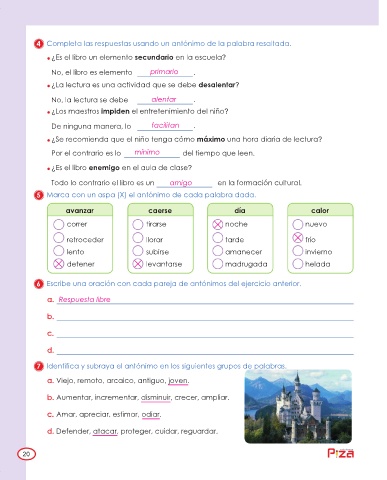 4 Completa las respuestas usando un antónimo de la palabra resaltada.
¿Es el libro un elemento secundario en la escuela?
No, el libro es elemento primario.
¿La lectura es una actividad que se debe desalentar?
No, la lectura se debe alentar.
¿Los maestros impiden el entretenimiento del niño?
De ninguna manera, lo facilitan.
¿Se recomienda que el niño tenga cómo máximo una hora diaria de lectura?
Por el contrario es lo mínimo del tiempo que leen.
¿Es el libro enemigo en el aula de clase?
Todo lo contrario el libro es un amigo en la formación cultural.
5 Marca con un aspa (X) el antónimo de cada palabra dada.
avanzar caerse día calor
correr tirarse noche nuevo
retroceder llorar tarde frío
lento subirse amanecer invierno
detener levantarse madrugada helada
6 Escribe una oración con cada pareja de antónimos del ejercicio anterior.
a. Respuesta libre
b.
c.
d.
7 Identifica y subraya el antónimo en los siguientes grupos de palabras.
a. Viejo, remoto, arcaico, antiguo, joven.
b. Aumentar, incrementar, disminuir, crecer, ampliar.
c. Amar, apreciar, estimar, odiar.
d. Defender, atacar, proteger, cuidar, reguardar.
20